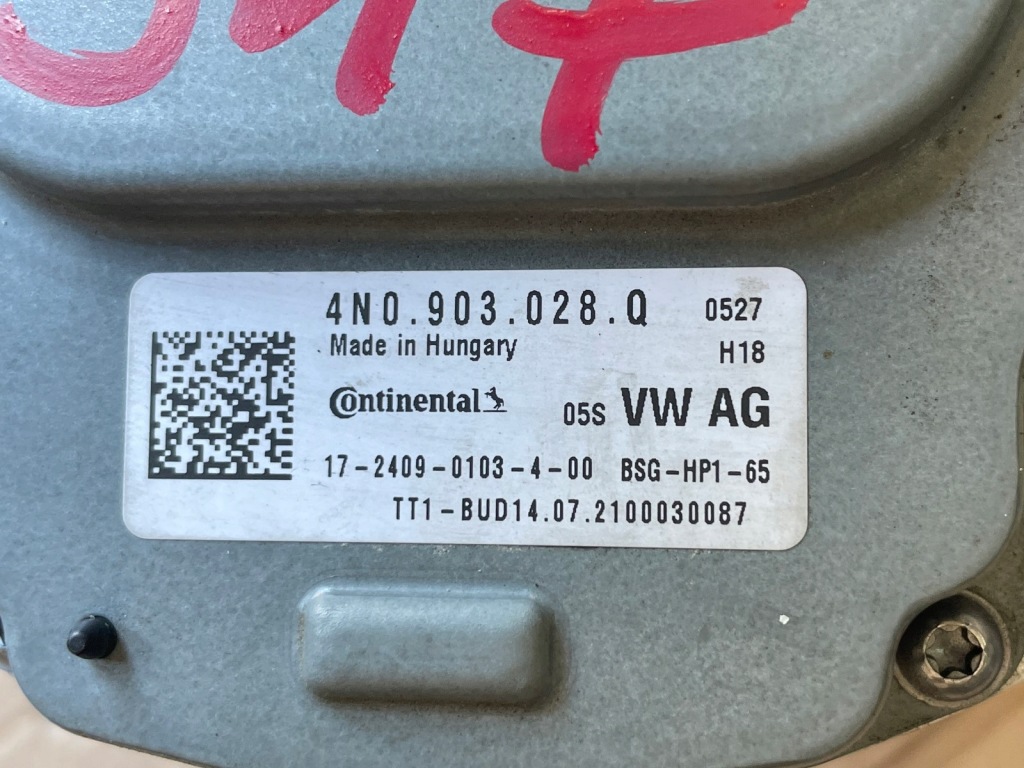 4N0.903.028.Q 0527
Made in Hungary H18
Continental 05S VW AG
17-2409-0103-4-00 BSG-HP1-65
TT1-BUD14.07.2100030087